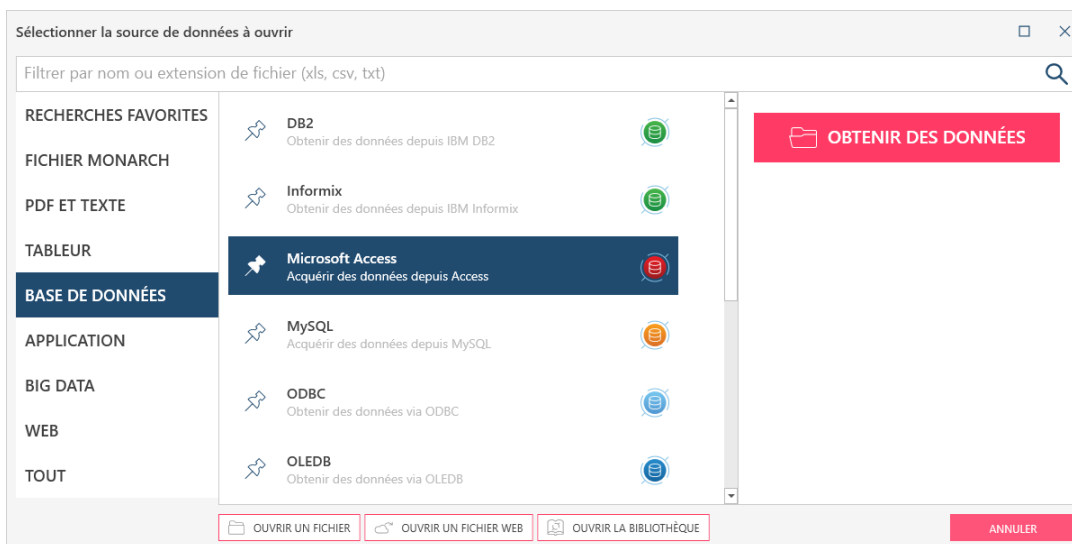 Sélectionner la source de données à ouvrir
Filtrer par nom ou extension de fichier (xls, csv, txt)
RECHERCHES FAVORITES
FICHIER MONARCH
PDF ET TEXTE
TABLEUR
BASE DE DONNÉES
APPLICATION
BIG DATA
WEB
TOUT
DB2
Obtenir des données depuis IBM DB2
Informix
Obtenir des données depuis IBM Informix
Microsoft Access
Acquérir des données depuis Access
MySQL
Acquérir des données depuis MySQL
ODBC
Obtenir des données via ODBC
OLEDB
Obtenir des données via OLEDB
OBTENIR DES DONNÉES
OUVRIR UN FICHIER
OUVRIR UN FICHIER WEB
OUVRIR LA BIBLIOTHÈQUE
ANNULER